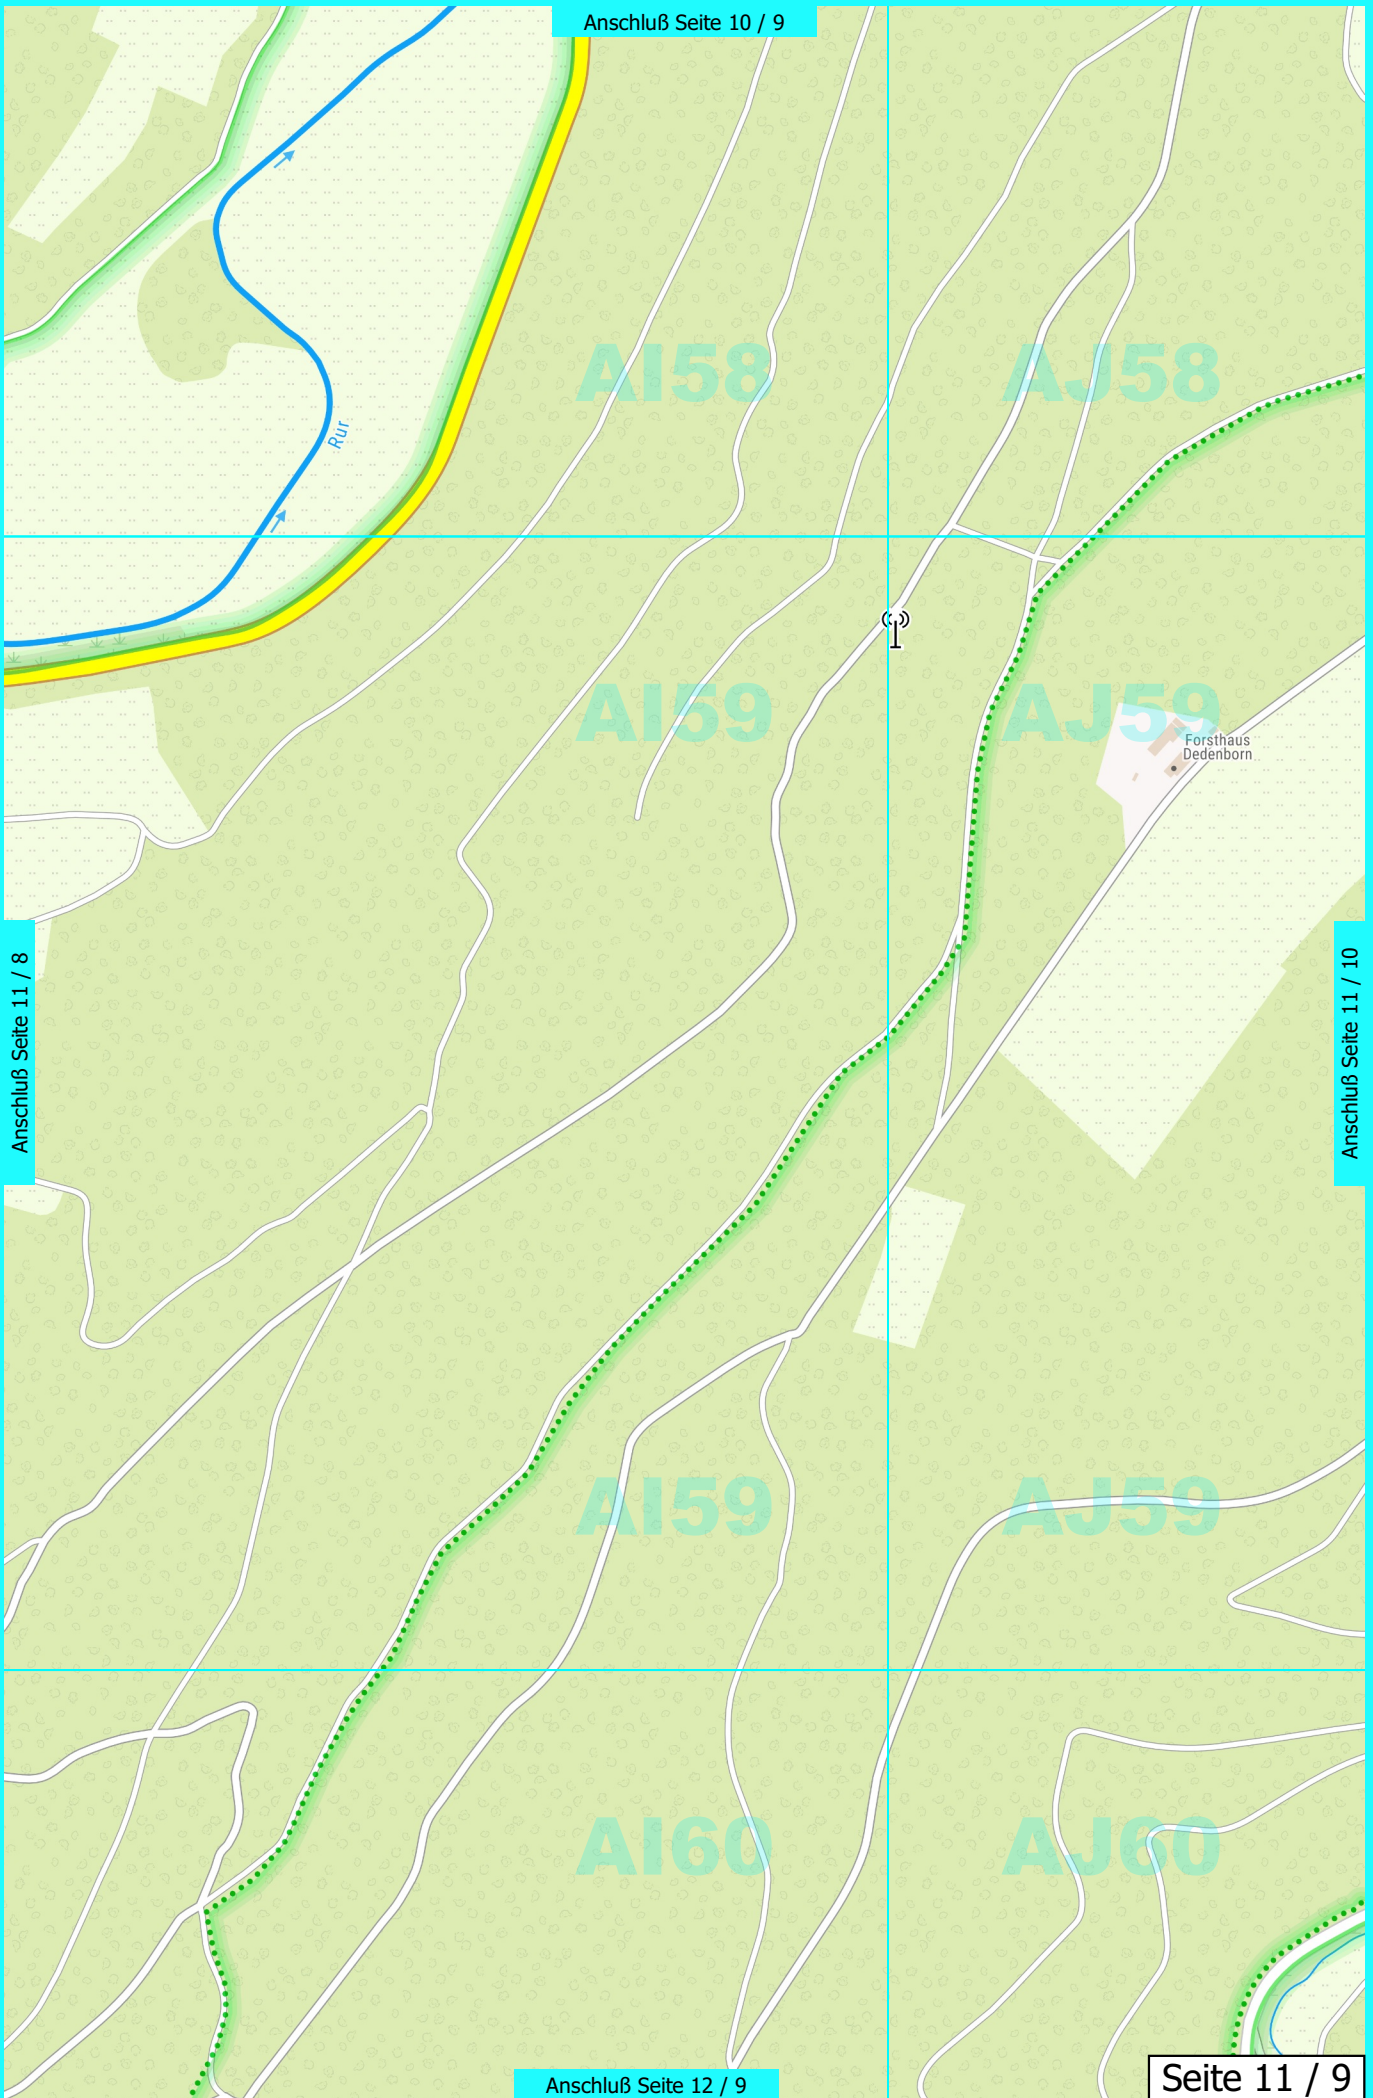 Anschluß Seite 10 / 9
AI58
AJ58
Rur
AI59
AJ59
Forsthaus
Dedenborn
Anschluß Seite 11 / 8
Anschluß Seite 11 / 10
AI59
AJ59
AI60
AJ60
Anschluß Seite 12 / 9
Seite 11 / 9